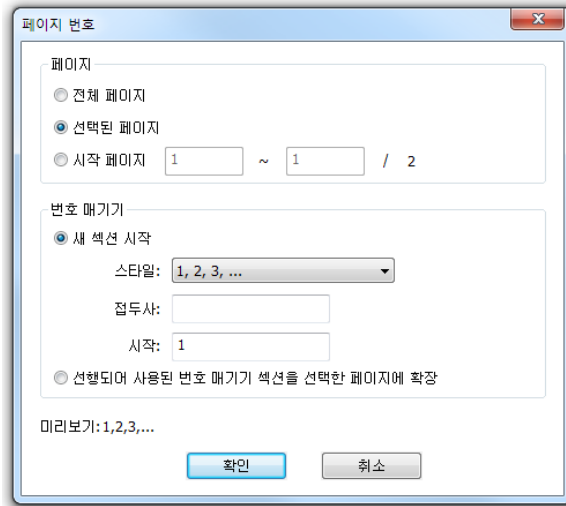 페이지 번호
페이지
전체 페이지
선택된 페이지
시작 페이지 1 ~ 1 / 2
번호 매기기
새 섹션 시작
스타일: 1, 2, 3, ...
접두사:
시작: 1
선행되어 사용된 번호 매기기 섹션을 선택한 페이지에 확장
미리보기:1,2,3,...
확인 취소